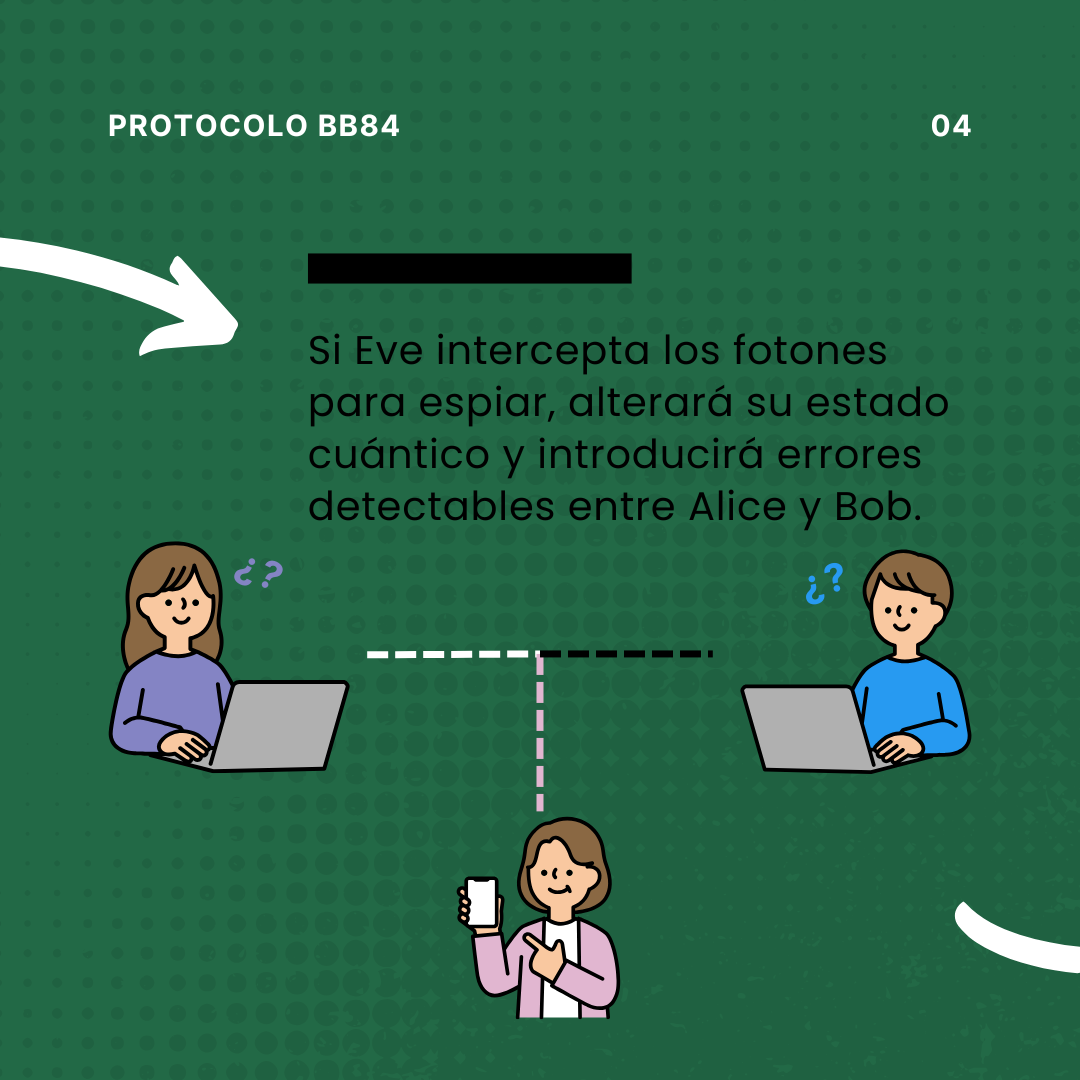 PROTOCOLO BB84
04
Si Eve intercepta los fotones
para espiar, alterará su estado
cuántico y introducirá errores
detectables entre Alice y Bob.
¿?
¿?